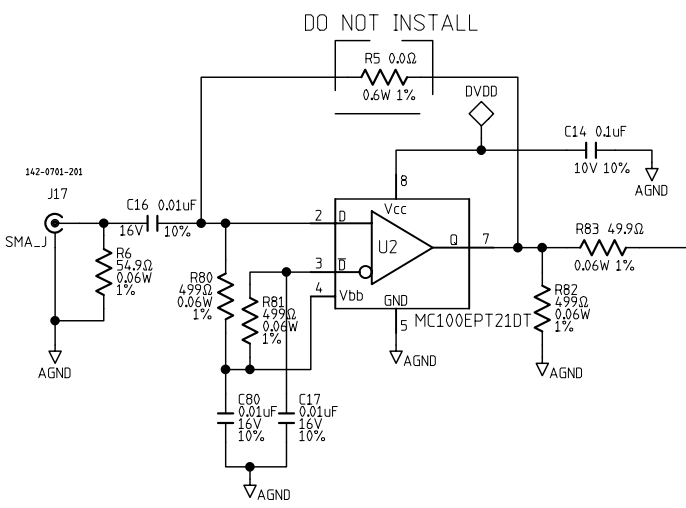 DO NOT INSTALL
R5 0.0Ω
0.6W 1%
DVDD
C14 0.1uF
10V 10%
AGND
142-0701-201
J17
SMA_J
C16 0.01uF
16V 10%
R6
54.9Ω
0.06W
1%
AGND
8
Vcc
2 D
U2
Q 7
3 D̅
4 Vbb
GND
5
MC100EPT21DT
AGND
R83 49.9Ω
0.06W 1%
R80
499Ω
0.06W
1%
R81
499Ω
0.06W
1%
R82
499Ω
0.06W
1%
AGND
C80
0.01uF
16V
10%
C17
0.01uF
16V
10%
AGND